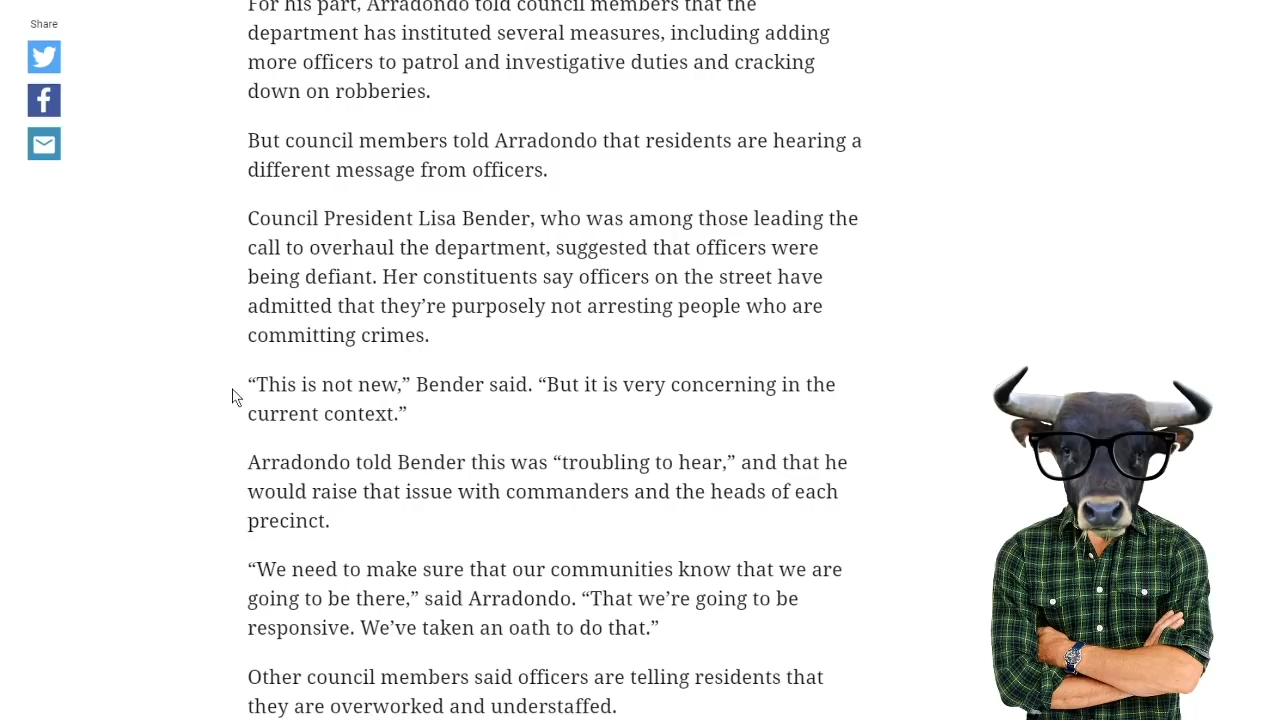 Share
For his part, Arradondo told council members that the
department has instituted several measures, including adding
more officers to patrol and investigative duties and cracking
down on robberies.
But council members told Arradondo that residents are hearing a
different message from officers.
Council President Lisa Bender, who was among those leading the
call to overhaul the department, suggested that officers were
being defiant. Her constituents say officers on the street have
admitted that they’re purposely not arresting people who are
committing crimes.
“This is not new,” Bender said. “But it is very concerning in the
current context.”
Arradondo told Bender this was “troubling to hear,” and that he
would raise that issue with commanders and the heads of each
precinct.
“We need to make sure that our communities know that we are
going to be there,” said Arradondo. “That we’re going to be
responsive. We’ve taken an oath to do that.”
Other council members said officers are telling residents that
they are overworked and understaffed.